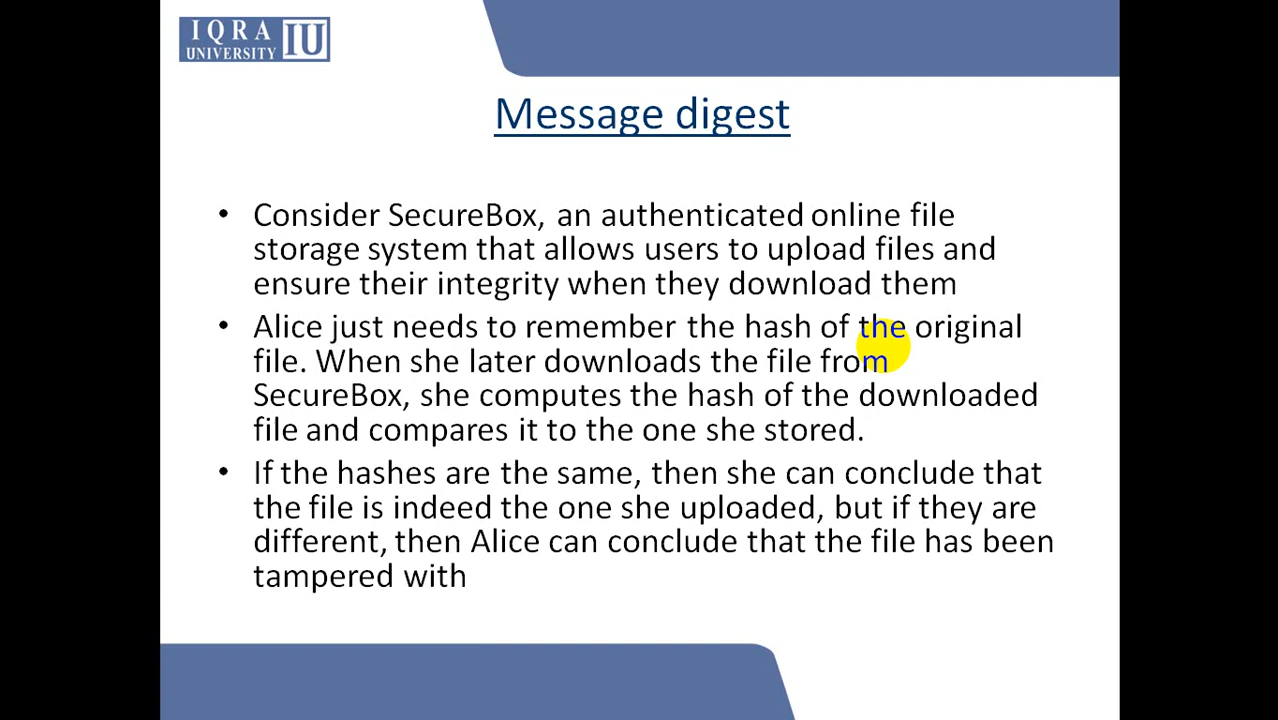 IQRA
UNIVERSITY
IU
Message digest
• Consider SecureBox, an authenticated online file
storage system that allows users to upload files and
ensure their integrity when they download them
• Alice just needs to remember the hash of the original
file. When she later downloads the file from
SecureBox, she computes the hash of the downloaded
file and compares it to the one she stored.
• If the hashes are the same, then she can conclude that
the file is indeed the one she uploaded, but if they are
different, then Alice can conclude that the file has been
tampered with